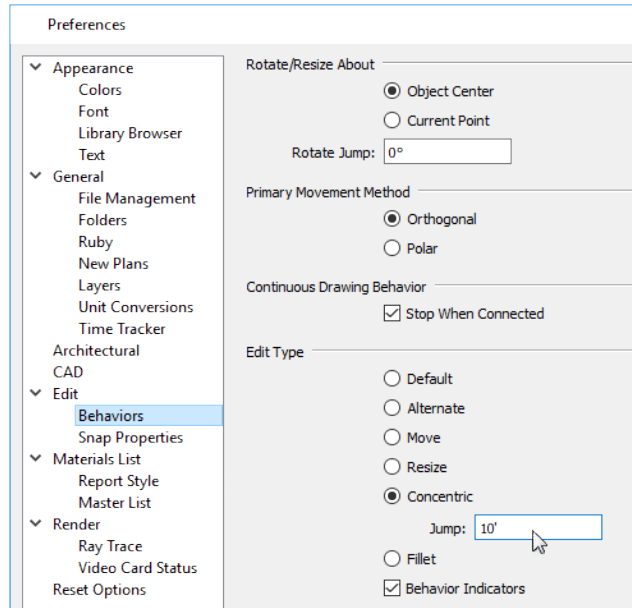 Preferences
Appearance
Colors
Font
Library Browser
Text
General
File Management
Folders
Ruby
New Plans
Layers
Unit Conversions
Time Tracker
Architectural
CAD
Edit
Behaviors
Snap Properties
Materials List
Report Style
Master List
Render
Ray Trace
Video Card Status
Reset Options
Rotate/Resize About
Object Center
Current Point
Rotate Jump: 0°
Primary Movement Method
Orthogonal
Polar
Continuous Drawing Behavior
Stop When Connected
Edit Type
Default
Alternate
Move
Resize
Concentric
Jump: 10'
Fillet
Behavior Indicators